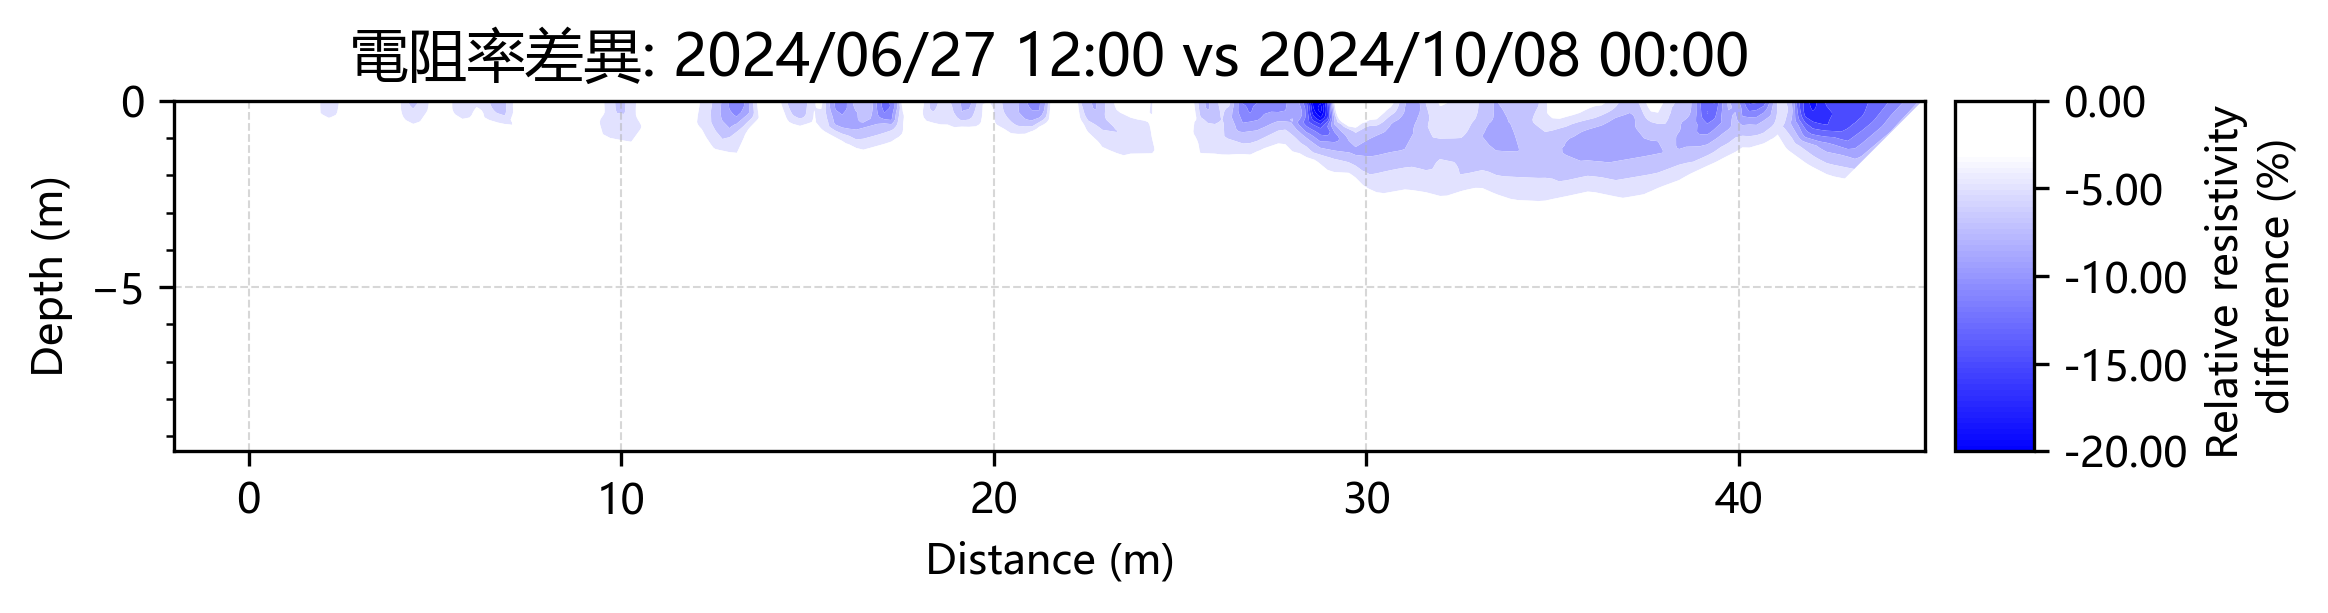 電阻率差異: 2024/06/27 12:00 vs 2024/10/08 00:00
0
−5
Depth (m)
0 10 20 30 40
Distance (m)
0.00
-5.00
-10.00
-15.00
-20.00
Relative resistivity
difference (%)